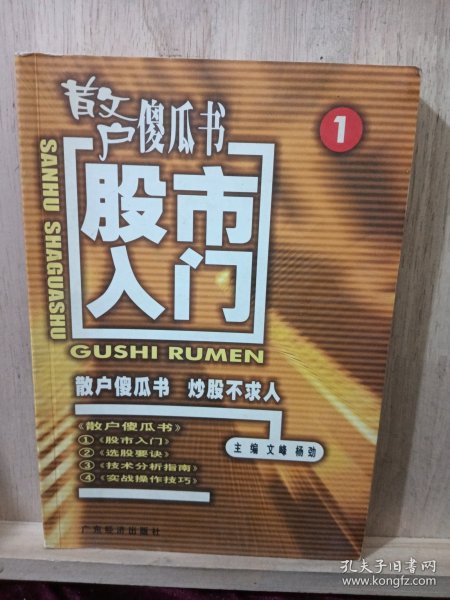 散户傻瓜书
1
SANHU SHAGUASHU
股市
入门
GUSHI RUMEN
散户傻瓜书 炒股不求人
《散户傻瓜书》
①《股市入门》
②《选股要诀》
③《技术分析指南》
④《实战操作技巧》
主编 文峰 杨劲
广东经济出版社
孔夫子旧书网
www.kongfz.com